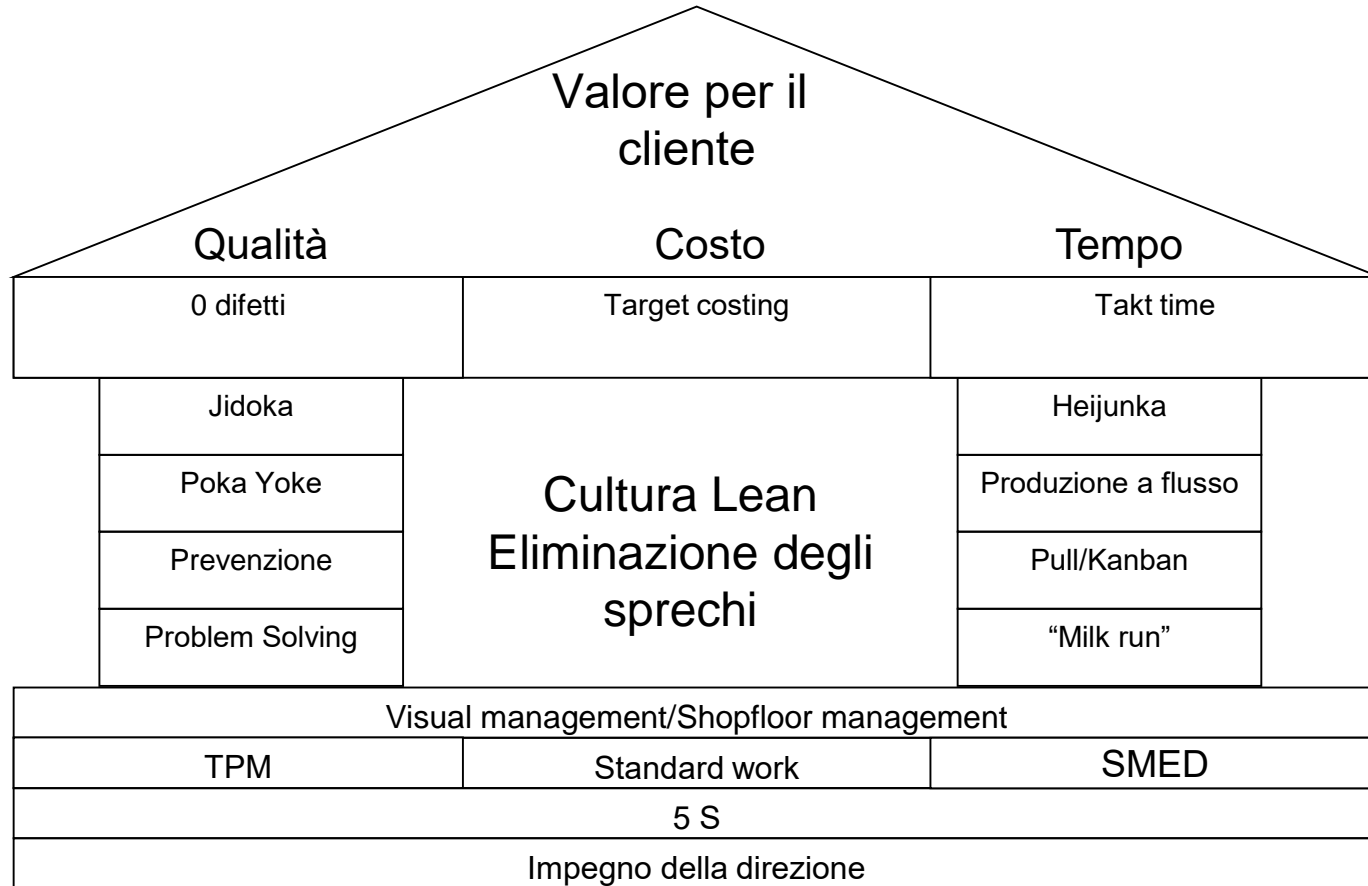 Valore per il
cliente
Qualità Costo Tempo
0 difetti Target costing Takt time
Jidoka Heijunka
Poka Yoke Cultura Lean Produzione a flusso
Eliminazione degli
Prevenzione Pull/Kanban
sprechi
Problem Solving “Milk run”
Visual management/Shopfloor management
TPM Standard work SMED
5 S
Impegno della direzione